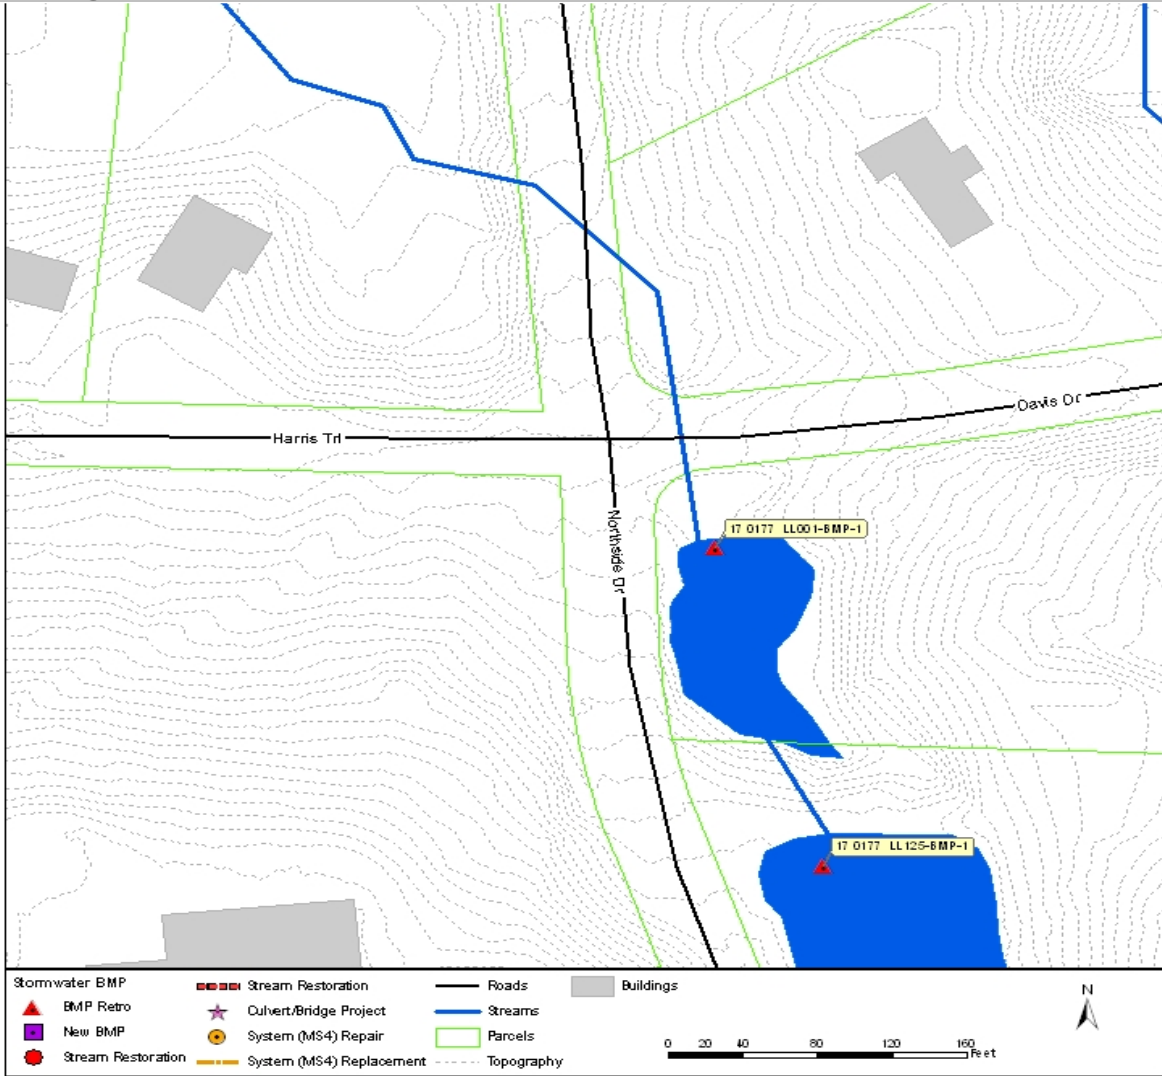 Davis Dr
Harris Trl
Northside Dr
17 0177 LL001-BMP-1
17 0177 LL125-BMP-1
Stormwater BMP
BMP Retro
New BMP
Stream Restoration
Stream Restoration
Culvert/Bridge Project
System (MS4) Repair
System (MS4) Replacement
Roads
Streams
Parcels
Topography
Buildings
N
0 20 40 80 120 160
Feet